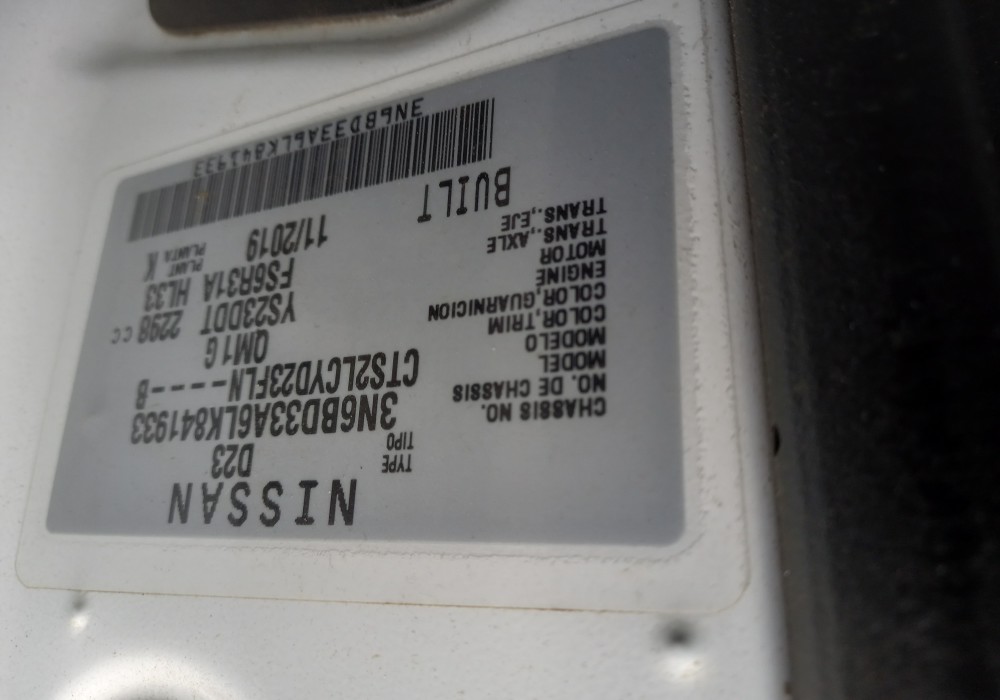 NISSAN
TYPE
TIPO
D23
CHASSIS NO.
NO. DE CHASSIS
3N6BD33A6LK841933
MODEL
MODELO
CTS2LCYD23FLN----B
COLOR,TRIM
COLOR,GUARNICION
QM1 G
ENGINE
MOTOR
YS23DDT 2298 CC
TRANS.,AXLE
TRANS.,EJE
FS6R31A HL33
PLANT
PLANTA K
BUILT
11/2019
3N6BD33A6LK841933